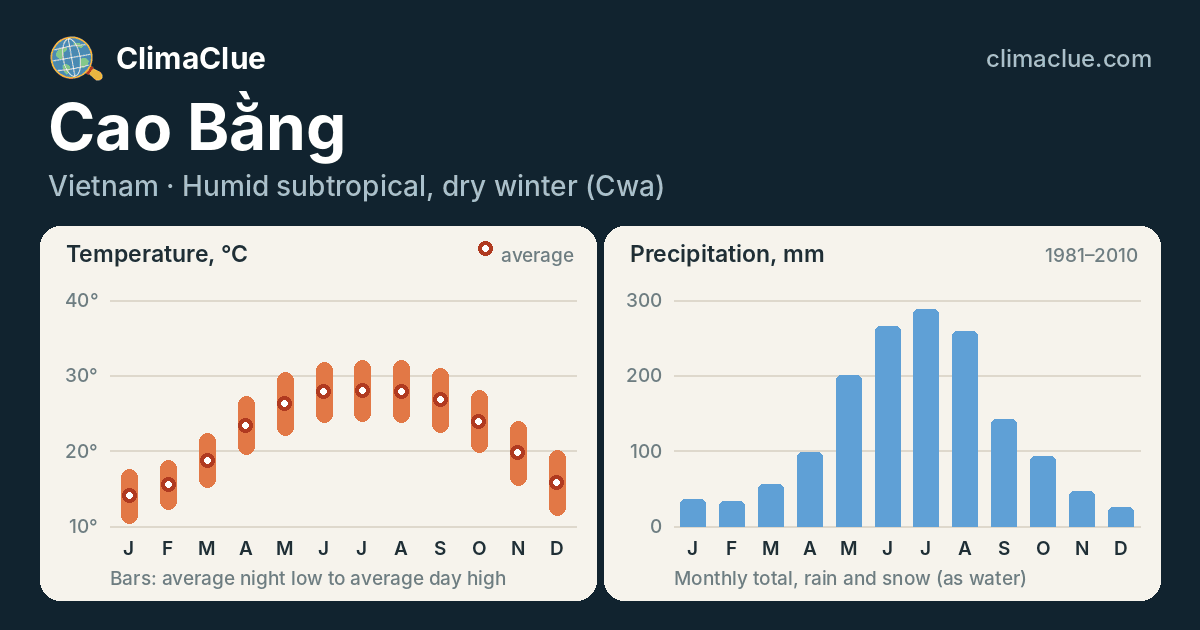 ClimaClue
climaclue.com
Cao Bằng
Vietnam · Humid subtropical, dry winter (Cwa)
Temperature, °C
average
40°
30°
20°
10°
J F M A M J J A S O N D
Bars: average night low to average day high
Precipitation, mm
1981–2010
300
200
100
0
J F M A M J J A S O N D
Monthly total, rain and snow (as water)